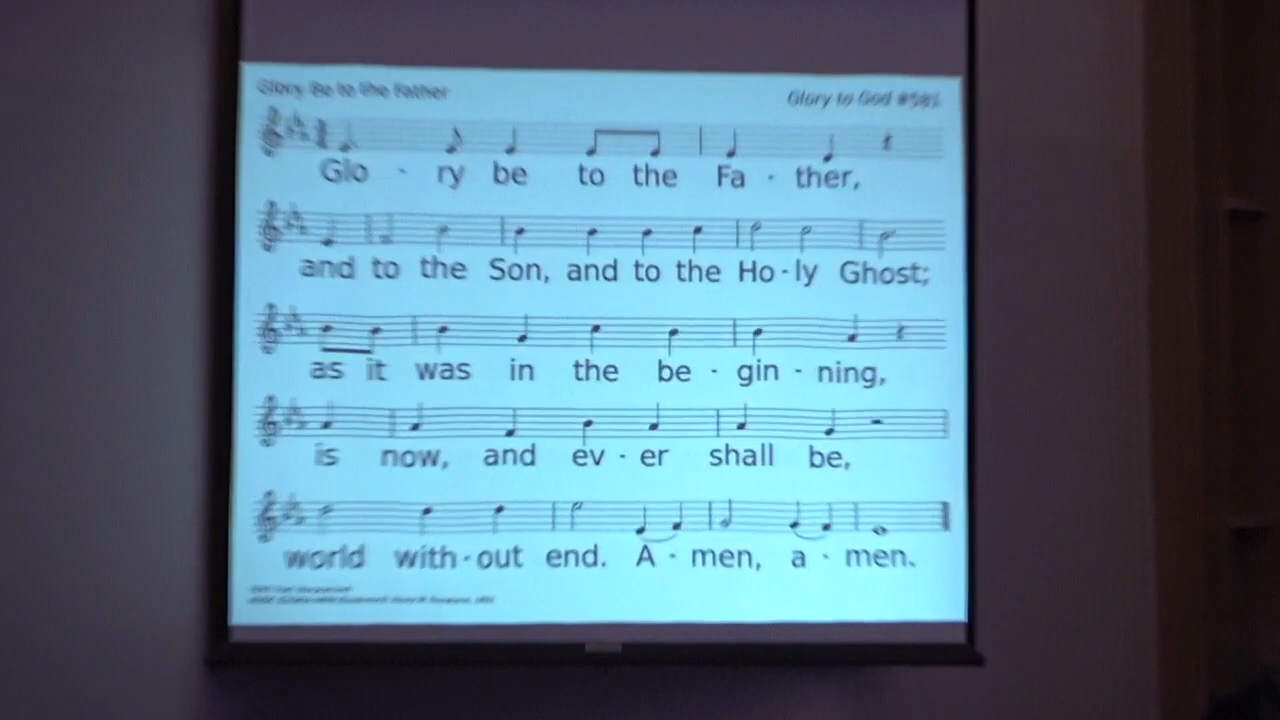 Glory Be to the Father
Glory to God #581
Glo - ry be to the Fa - ther,
and to the Son, and to the Ho - ly Ghost;
as it was in the be - gin - ning,
is now, and ev - er shall be,
world with - out end. A - men, a - men.